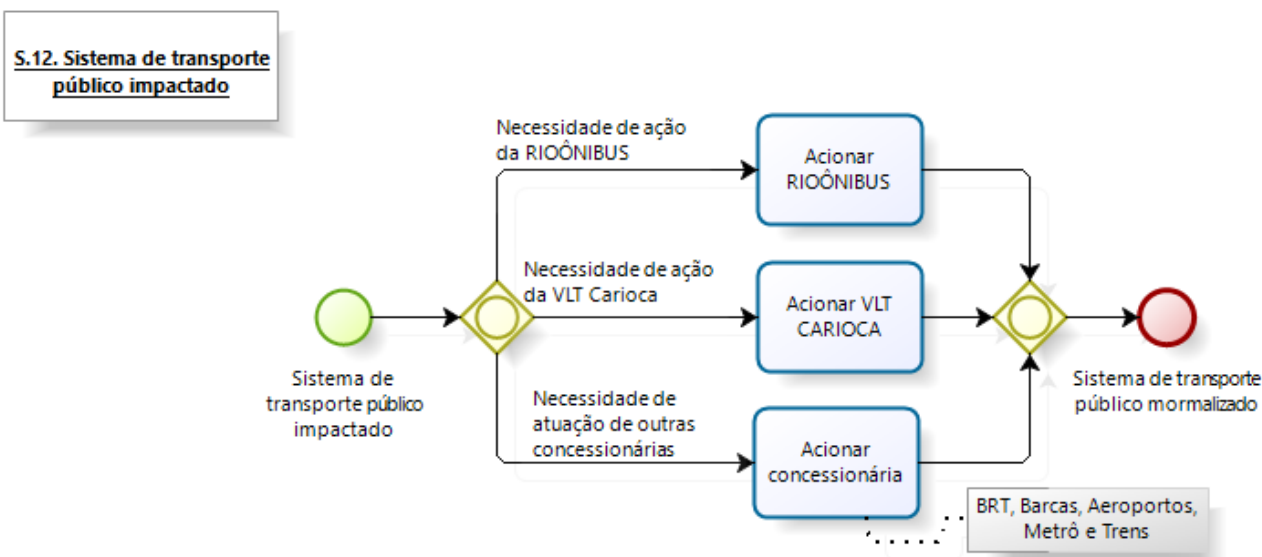 S.12. Sistema de transporte
público impactado
Necessidade de ação
da RIOÔNIBUS
Acionar
RIOÔNIBUS
Necessidade de ação
da VLT Carioca
Acionar VLT
CARIOCA
Sistema de
transporte público
impactado
Necessidade de
atuação de outras
concessionárias
Acionar
concessionária
Sistema de transporte
público mormalizado
BRT, Barcas, Aeroportos,
Metrô e Trens